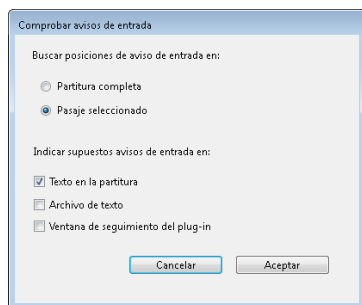 Comprobar avisos de entrada
Buscar posiciones de aviso de entrada en:
Partitura completa
Pasaje seleccionado
Indicar supuestos avisos de entrada en:
Texto en la partitura
Archivo de texto
Ventana de seguimiento del plug-in
Cancelar Aceptar